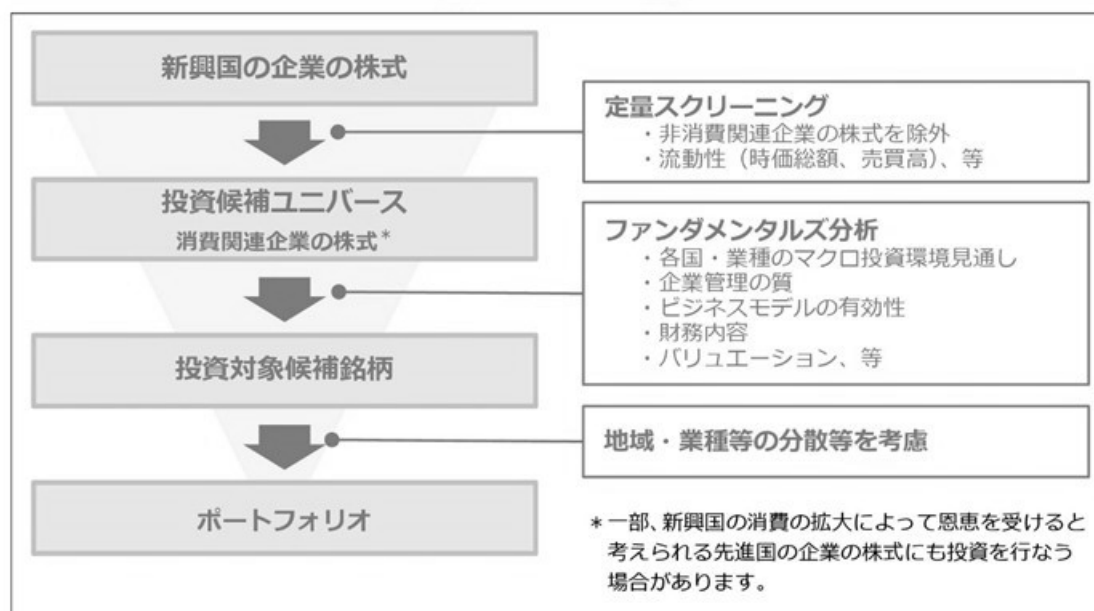 新興国の企業の株式
定量スクリーニング
・非消費関連企業の株式を除外
・流動性（時価総額、売買高）、等
投資候補ユニバース
消費関連企業の株式*
ファンダメンタルズ分析
・各国・業種のマクロ投資環境見通し
・企業管理の質
・ビジネスモデルの有効性
・財務内容
・バリュエーション、等
投資対象候補銘柄
地域・業種等の分散等を考慮
ポートフォリオ
＊一部、新興国の消費の拡大によって恩恵を受けると
考えられる先進国の企業の株式にも投資を行なう
場合があります。